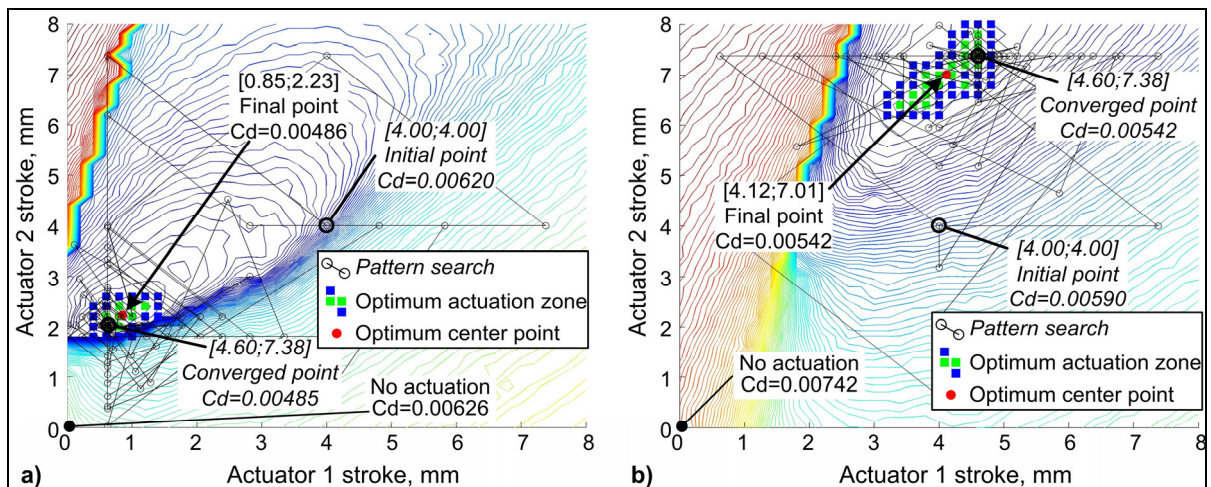 8
7
6
5
4
3
2
1
0
Actuator 2 stroke, mm
[0.85;2.23]
Final point
Cd=0.00486
[4.00;4.00]
Initial point
Cd=0.00620
Pattern search
Optimum actuation zone
Optimum center point
[4.60;7.38]
Converged point
Cd=0.00485
No actuation
Cd=0.00626
0 1 2 3 4 5 6 7 8
Actuator 1 stroke, mm
a)
8
7
6
5
4
3
2
1
0
[4.60;7.38]
Converged point
Cd=0.00542
[4.12;7.01]
Final point
Cd=0.00542
[4.00;4.00]
Initial point
Cd=0.00590
Pattern search
Optimum actuation zone
Optimum center point
No actuation
Cd=0.00742
0 1 2 3 4 5 6 7 8
Actuator 1 stroke, mm
b)